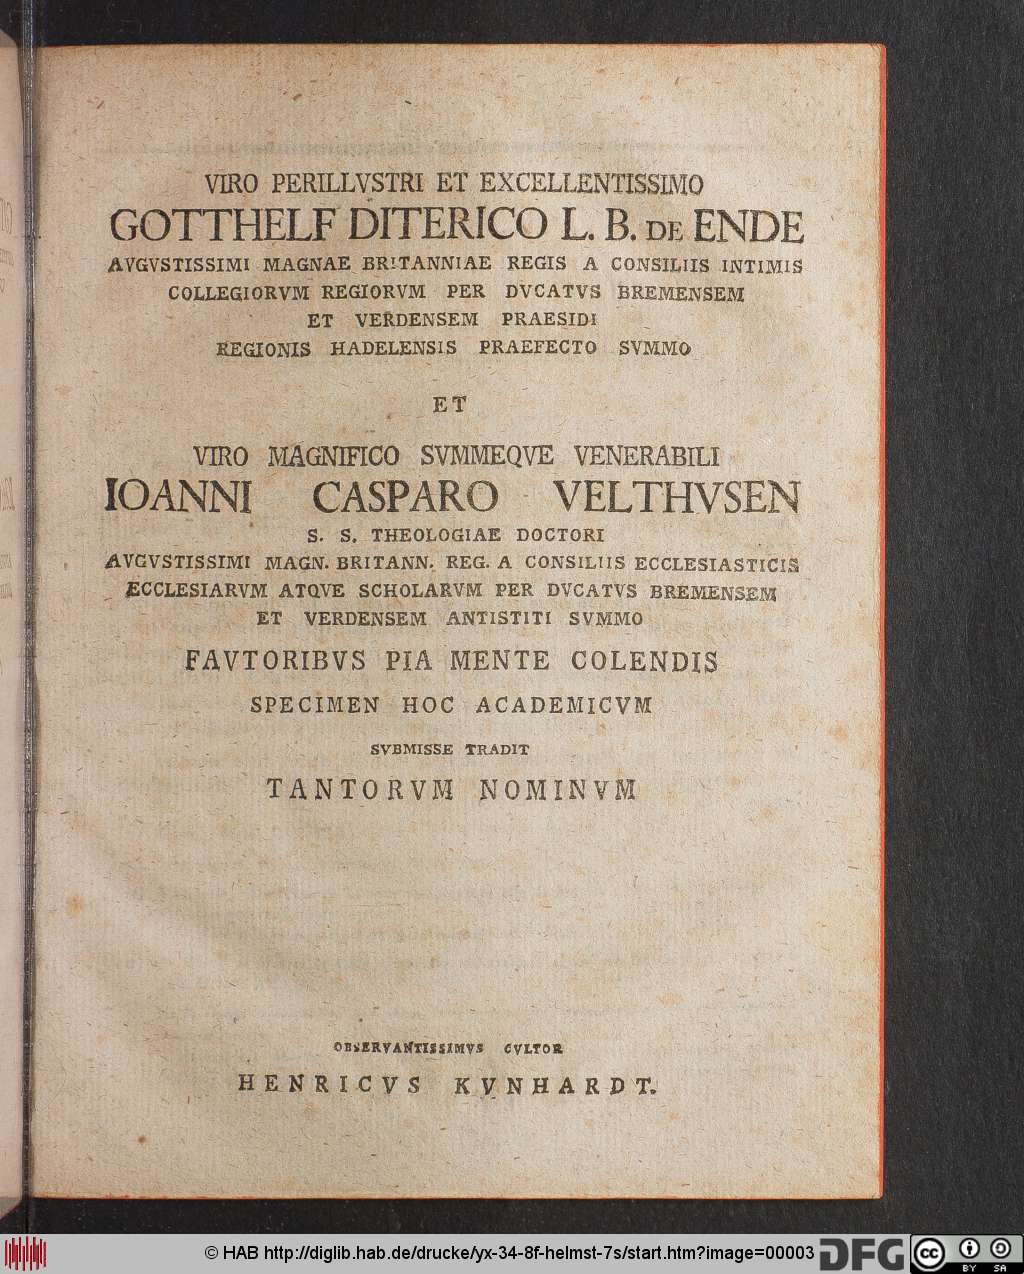 VIRO PERILLVSTRI ET EXCELLENTISSIMO
GOTTHELF DITERICO L. B. DE ENDE
AVGVSTISSIMI MAGNAE BRITANNIAE REGIS A CONSILIIS INTIMIS
COLLEGIORVM REGIORVM PER DVCATVS BREMENSEM
ET VERDENSEM PRAESIDI
REGIONIS HADELENSIS PRAEFECTO SVMMO
ET
VIRO MAGNIFICO SVMMEQVE VENERABILI
IOANNI CASPARO VELTHVSEN
S. S. THEOLOGIAE DOCTORI
AVGVSTISSIMI MAGN. BRITANN. REG. A CONSILIIS ECCLESIASTICIS
ECCLESIARVM ATQVE SCHOLARVM PER DVCATVS BREMENSEM
ET VERDENSEM ANTISTITI SVMMO
FAVTORIBVS PIA MENTE COLENDIS
SPECIMEN HOC ACADEMICVM
SVBMISSE TRADIT
TANTORVM NOMINVM
OBSERVANTISSIMVS CVLTOR
HENRICVS KVNHARDT.
© HAB http://diglib.hab.de/drucke/yx-34-8f-helmst-7s/start.htm?image=00003
DFG
cc
BY SA